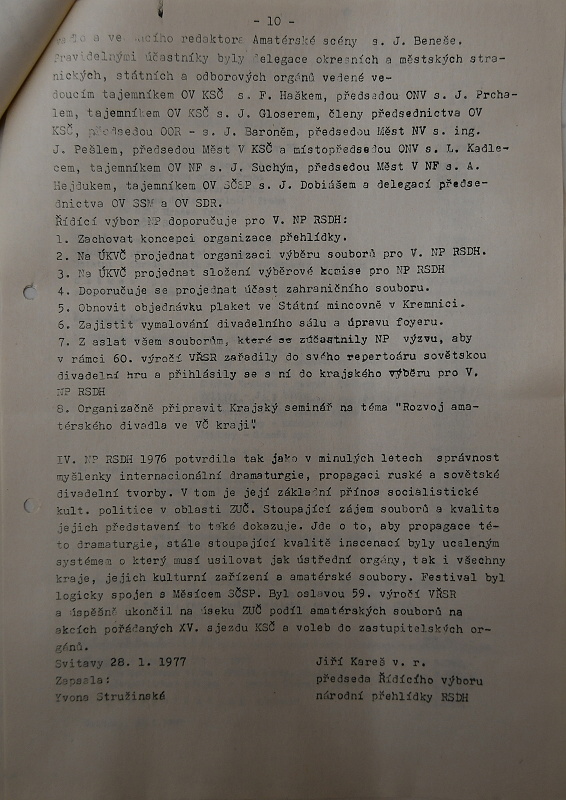 - 10 -
a ve redaktora Amatérské scény s. J. Beneše.
Pravidelnými účastníky byly delegace okresních a městských stra-
nických, státních a odborových orgánů vedené ve-
doucím tajemníkem OV KSČ s. F. Haškem, předsedou ONV s. J. Prcha-
lem, tajemníkem OV KSČ s. J. Gloserem, členy předsednictva OV
KSČ, předsedou OOR - s. J. Baroněm, předsedou Měst NV s. ing.
J. Pešlem, předsedou Měst V KSČ a místopředsedou ONV s. L. Kadle-
cem, tajemníkem OV NF s. J. Suchým, předsedou Měst V NF s. A.
Hejdukem, tajemníkem OV SČSP s. J. Dobiášem a delegací předse-
dnictva OV SSM a OV SDR.
Řídící výbor NP doporučuje pro V. NP RSDH:
1. Zachovat koncepci organizace přehlídky.
2. Na ÚKVČ projednat organizaci výběru souborů pro V. NP RSDH.
3. Na ÚKVČ projednat složení výběrové komise pro NP RSDH
4. Doporučuje se projednat účast zahraničního souboru.
5. Obnovit objednávku plaket ve Státní mincovně v Kremnici.
6. Zajistit vymalování divadelního sálu a úpravu foyeru.
7. Z aslat všem souborům, které se zúčastnily NP výzvu, aby
v rámci 60. výročí VŘSR zařadily do svého repertoáru sovětskou
divadelní hru a přihlásily se s ní do krajského výběru pro V.
NP RSDH
8. Organizačně připravit Krajský seminář na téma "Rozvoj ama-
térského divadla ve VČ kraji".
IV. NP RSDH 1976 potvrdila tak jako v minulých letech správnost
myšlenky internacionální dramaturgie, propagaci ruské a sovětské
divadelní tvorby. V tom je její základní přínos socialistické
kult. politice v oblasti ZUČ. Stoupající zájem souborů a kvalita
jejich představení to také dokazuje. Jde o to, aby propagace té-
to dramaturgie, stále stoupající kvalitě inscenací byly uceleným
systémem o který musí usilovat jak ústřední orgány, tak i všechny
kraje, jejich kulturní zařízení a amatérské soubory. Festival byl
logicky spojen s Měsícem SČSP. Byl oslavou 59. výročí VŘSR
a úspěšně ukončil na úseku ZUČ podíl amatérských souborů na
akcích pořádaných XV. sjezdu KSČ a voleb do zastupitelských or-
gánů.
Svitavy 28. 1. 1977 Jiří Kareš v. r.
Zapsala: předseda Řídícího výboru
Yvona Stružinská národní přehlídky RSDH